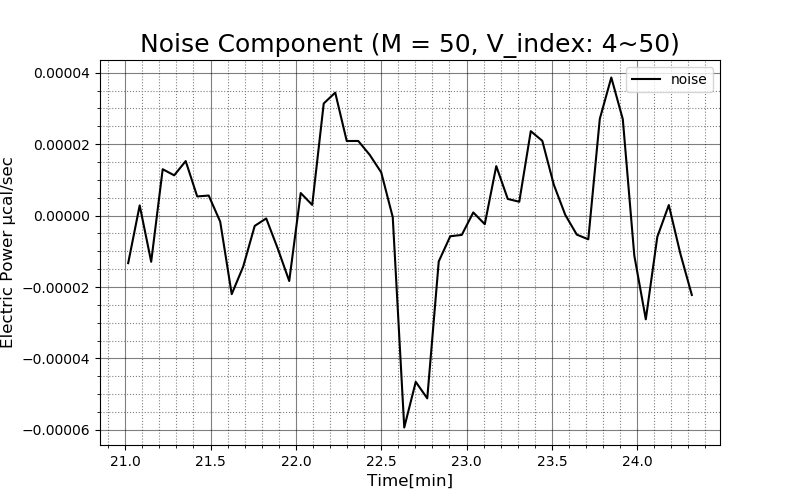 Noise Component (M = 50, V_index: 4~50)
noise
0.00004
0.00002
0.00000
−0.00002
−0.00004
−0.00006
Electric Power μcal/sec
21.0 21.5 22.0 22.5 23.0 23.5 24.0
Time[min]